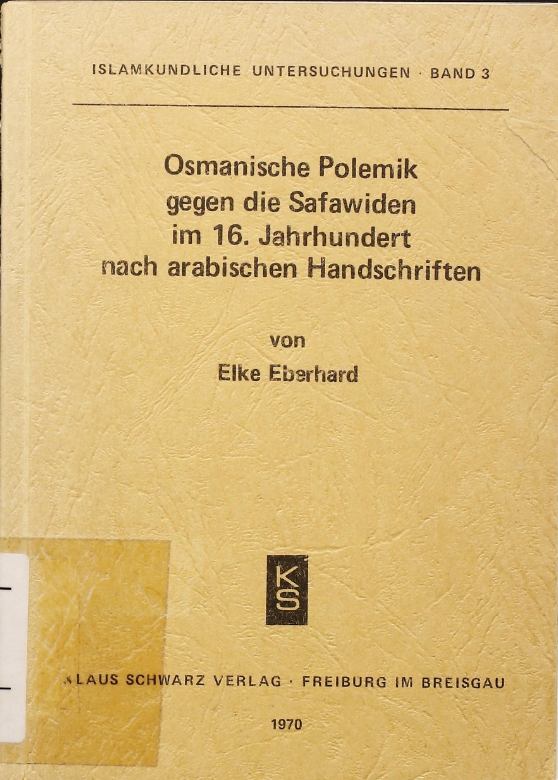 ISLAMKUNDLICHE UNTERSUCHUNGEN · BAND 3
Osmanische Polemik
gegen die Safawiden
im 16. Jahrhundert
nach arabischen Handschriften
von
Elke Eberhard
KS
KLAUS SCHWARZ VERLAG · FREIBURG IM BREISGAU
1970